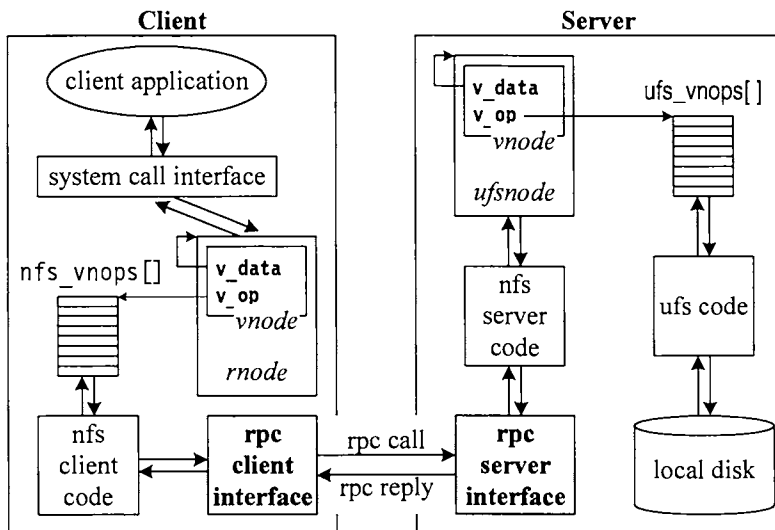 Client
client application
system call interface
v_data
v_op
vnode
rnode
nfs_vnops[]
nfs
client
code
rpc
client
interface
rpc call
rpc reply
Server
v_data
v_op
vnode
ufsnode
ufs_vnops[]
nfs
server
code
ufs code
rpc
server
interface
local disk